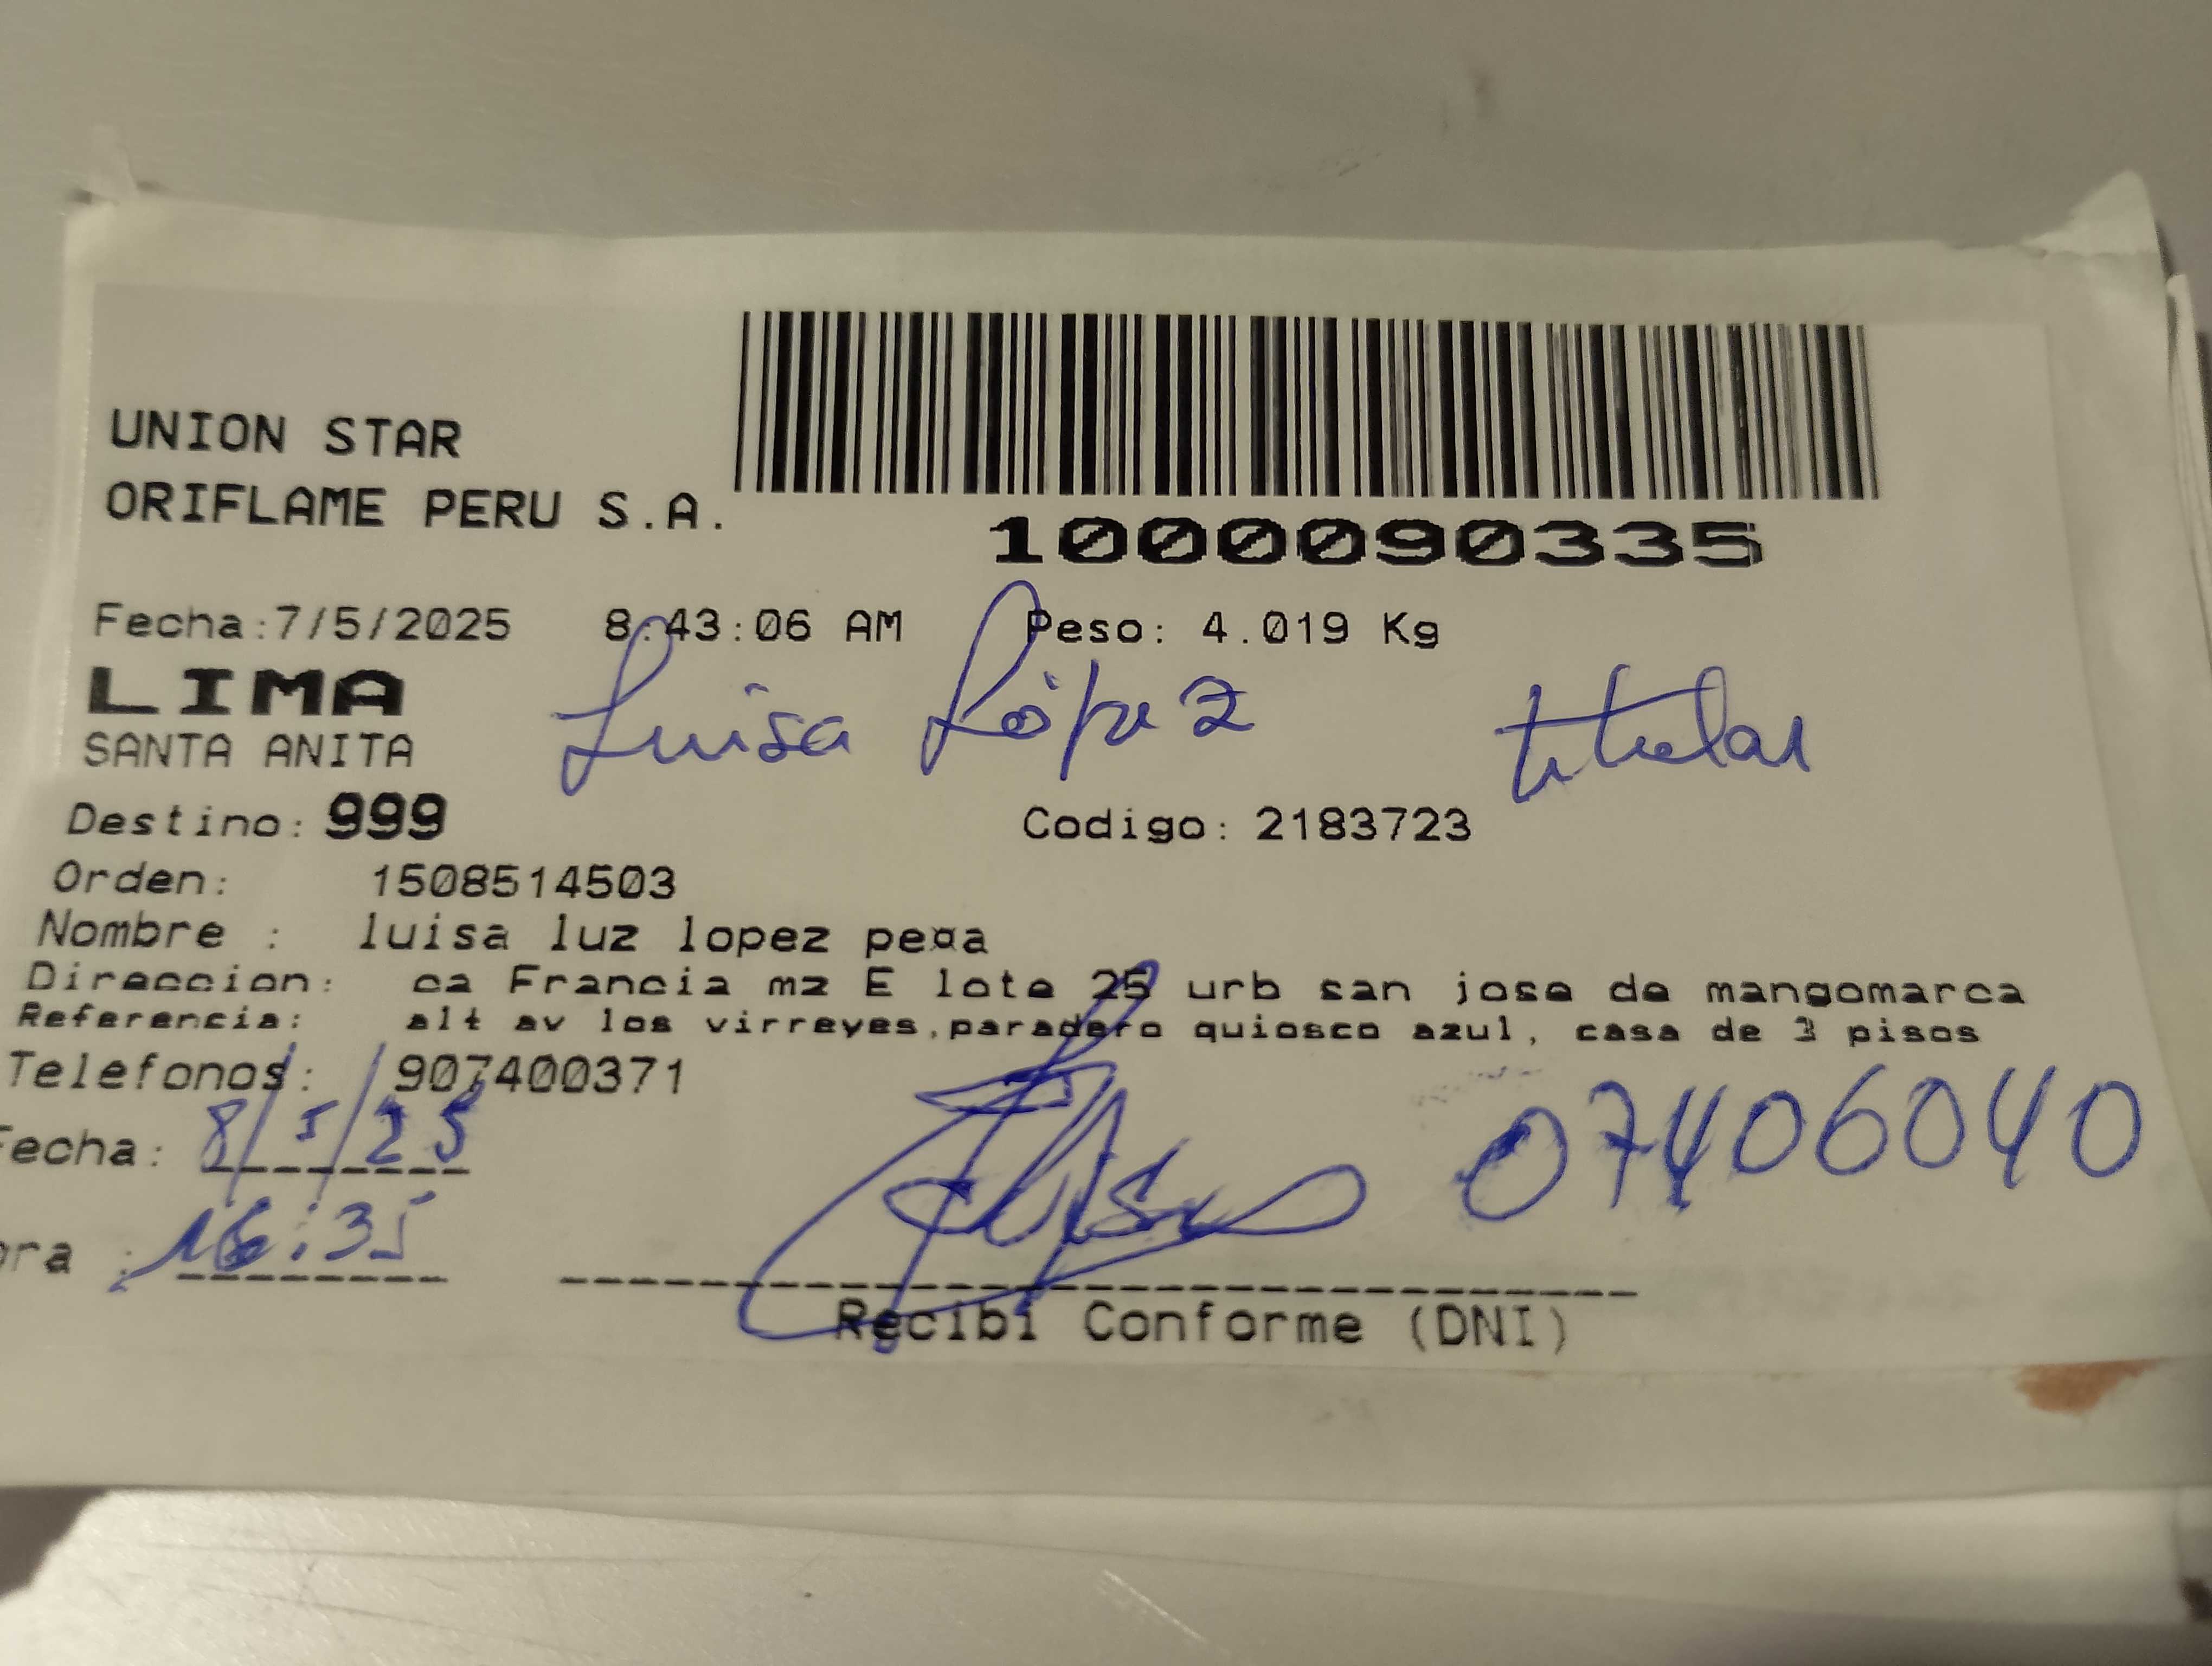 UNION STAR
ORIFLAME PERU S.A.
1000090335
Fecha:7/5/2025 8:43:06 AM Peso: 4.019 Kg
LIMA
SANTA ANITA
Luisa López titular
Destino: 999 Codigo: 2183723
Orden: 1508514503
Nombre : luisa luz lopez pe¤a
Direccion: ca Francia mz E lote 25 urb san jose de mangomarca
Referencia: alt av los virreyes,paradero quiosco azul, casa de 3 pisos
Telefonos: 907400371
echa: 8/5/25 07406040
ora : 16:35
Recibi Conforme (DNI)